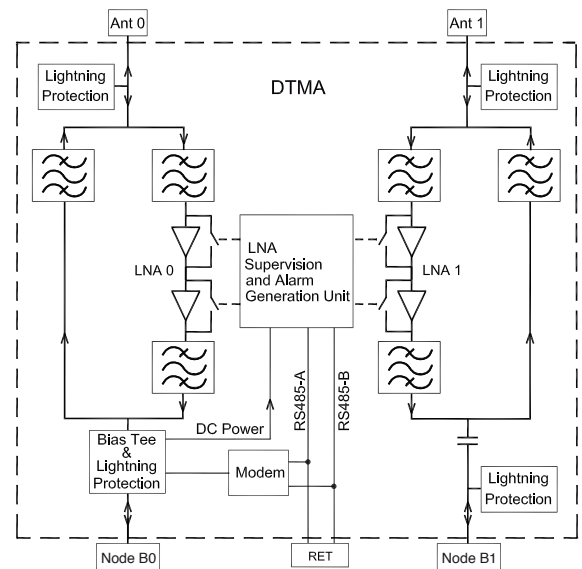 Ant 0
Ant 1
Lightning
Protection
DTMA
Lightning
Protection
LNA 0
LNA
Supervision
and Alarm
Generation Unit
LNA 1
DC Power
RS485-A
RS485-B
Bias Tee
&
Lightning
Protection
Modem
Lightning
Protection
Node B0
RET
Node B1